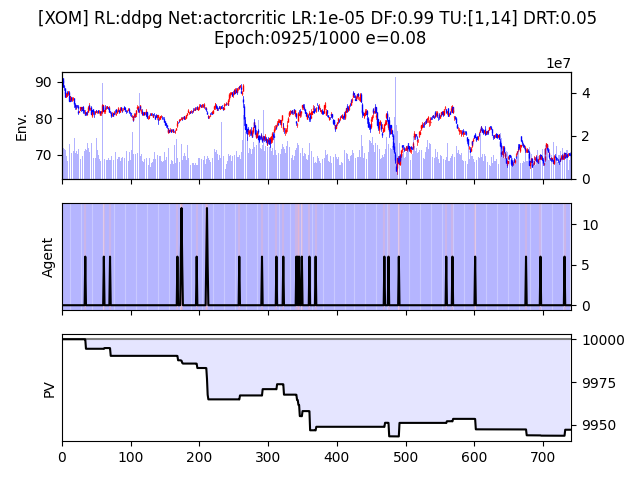 [XOM] RL:ddpg Net:actorcritic LR:1e-05 DF:0.99 TU:[1,14] DRT:0.05
Epoch:0925/1000 e=0.08
1e7
Env.
90
80
70
4
2
0
Agent
10
5
0
PV
10000
9975
9950
0 100 200 300 400 500 600 700